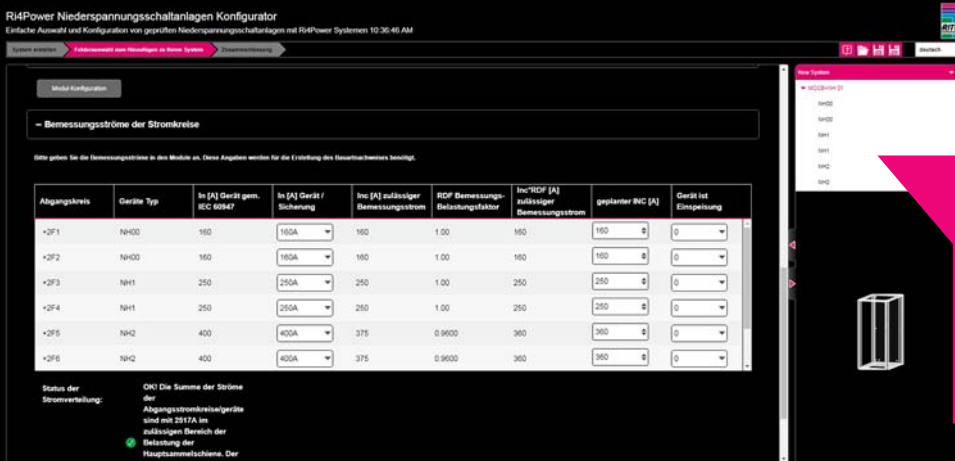 Ri4Power Niederspannungsschaltanlagen Konfigurator
Einfache Auswahl und Konfiguration von geprüften Niederspannungsschaltanlagen mit Ri4Power Systemen 10:36:46 AM
System erstellen Felderauswahl zum Hinzufügen zu Ihrem System Zusammenfassung deutsch
New System
Modul-Konfiguration
NH00
NH00
NH1
NH1
NH2
NH2
– Bemessungsströme der Stromkreise
Bitte geben Sie die Bemessungsströme in den Module an. Diese Angaben werden für die Erstellung des Bauartnachweises benötigt.
Abgangskreis Geräte Typ In [A] Gerät gem. IEC 60947 In [A] Gerät / Sicherung Inc [A] zulässiger Bemessungsstrom RDF Bemessungs-Belastungsfaktor Inc*RDF [A] zulässiger Bemessungsstrom geplanter INC [A] Gerät ist Einspeisung
+2F1 NH00 160 160A 160 1.00 160 160 0
+2F2 NH00 160 160A 160 1.00 160 160 0
+2F3 NH1 250 250A 250 1.00 250 250 0
+2F4 NH1 250 250A 250 1.00 250 250 0
+2F5 NH2 400 400A 375 0.9600 360 360 0
+2F6 NH2 400 400A 375 0.9600 360 360 0
Status der
Stromverteilung:
OK! Die Summe der Ströme
der
Abgangsstromkreise/geräte
sind mit 2517A im
zulässigen Bereich der
Belastung der
Hauptsammelschiene. Der